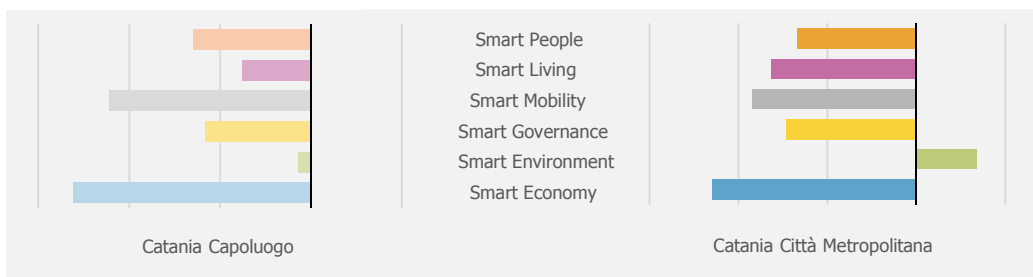 Smart People
Smart Living
Smart Mobility
Smart Governance
Smart Environment
Smart Economy
Catania Capoluogo
Catania Città Metropolitana